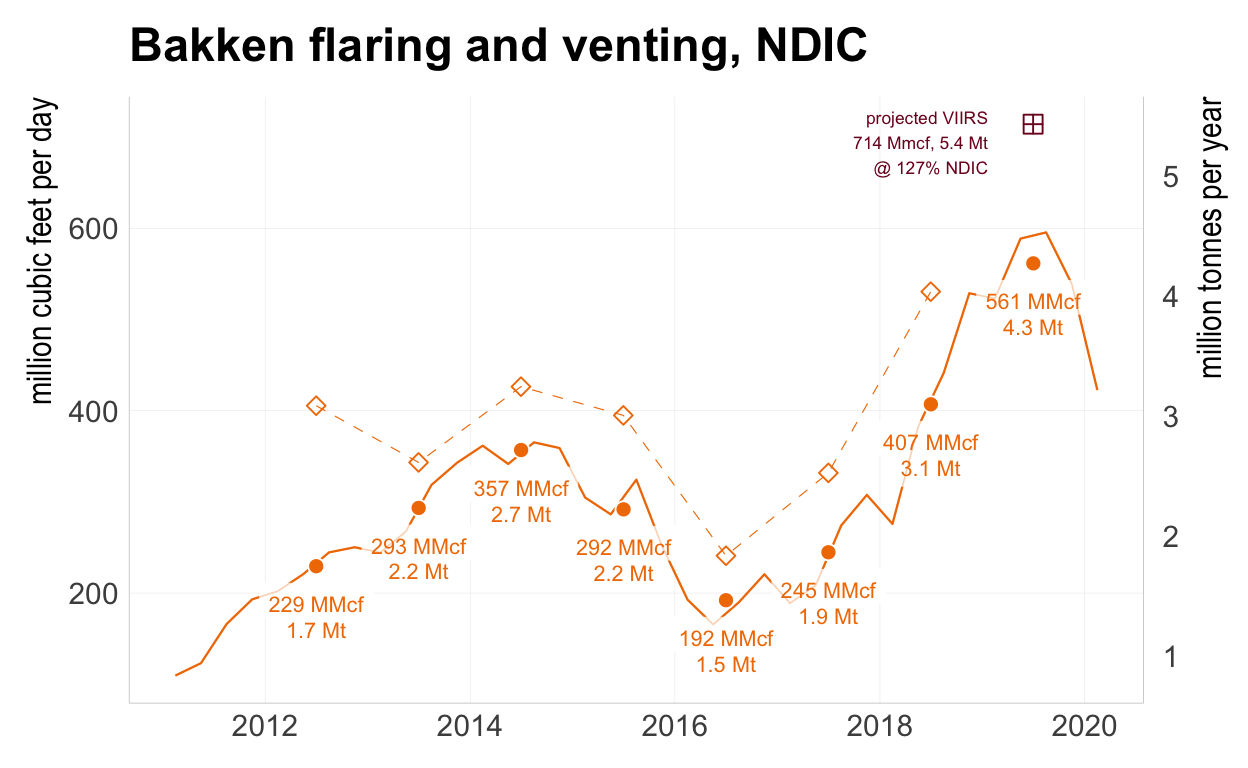 Bakken flaring and venting, NDIC
million cubic feet per day
million tonnes per year
projected VIIRS
714 Mmcf, 5.4 Mt
@ 127% NDIC
600
400
200
5
4
3
2
1
229 MMcf
1.7 Mt
293 MMcf
2.2 Mt
357 MMcf
2.7 Mt
292 MMcf
2.2 Mt
192 MMcf
1.5 Mt
245 MMcf
1.9 Mt
407 MMcf
3.1 Mt
561 MMcf
4.3 Mt
2012
2014
2016
2018
2020